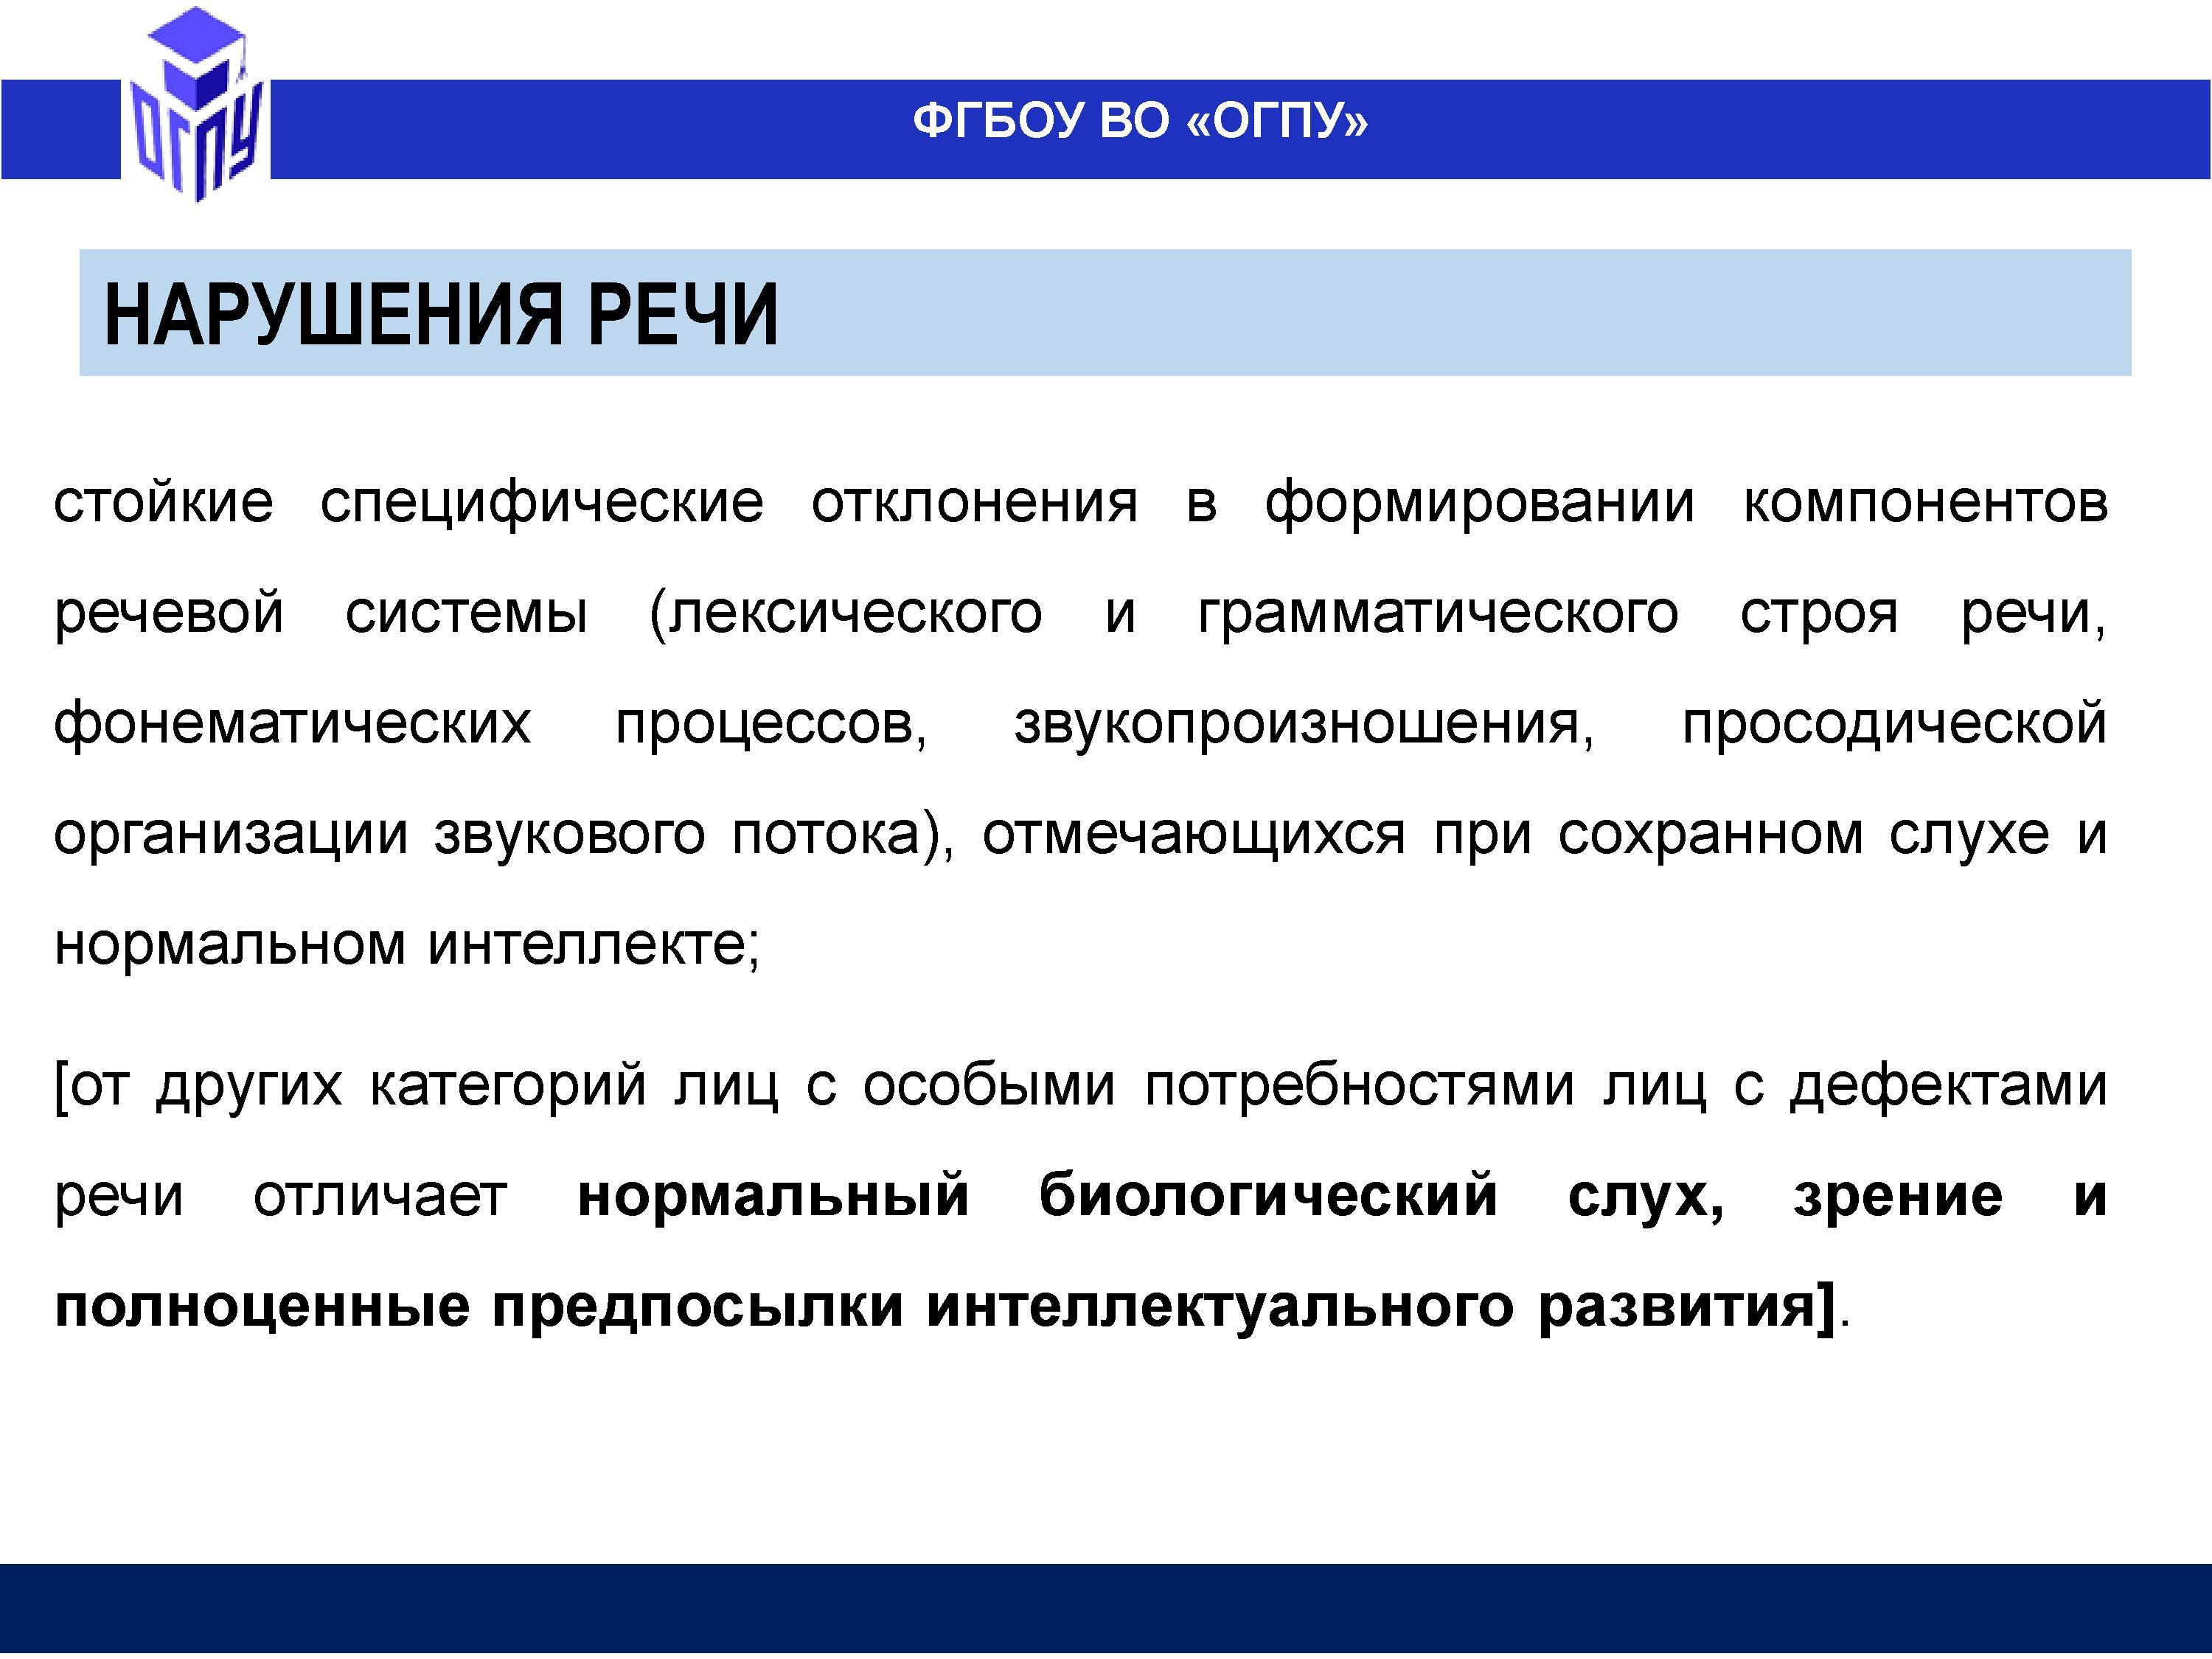 ОГПУ
ФГБОУ ВО «ОГПУ»
НАРУШЕНИЯ РЕЧИ
стойкие специфические отклонения в формировании компонентов
речевой системы (лексического и грамматического строя речи,
фонематических процессов, звукопроизношения, просодической
организации звукового потока), отмечающихся при сохранном слухе и
нормальном интеллекте;
[от других категорий лиц с особыми потребностями лиц с дефектами
речи отличает нормальный биологический слух, зрение и
полноценные предпосылки интеллектуального развития].